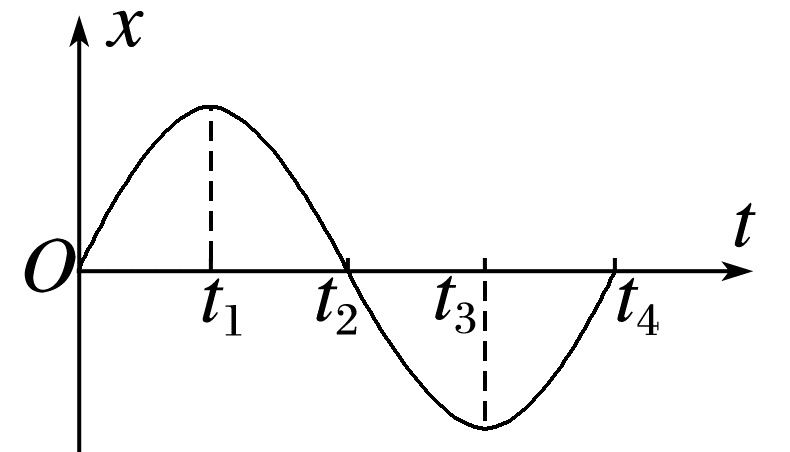 x
t
O
t₁ t₂ t₃ t₄